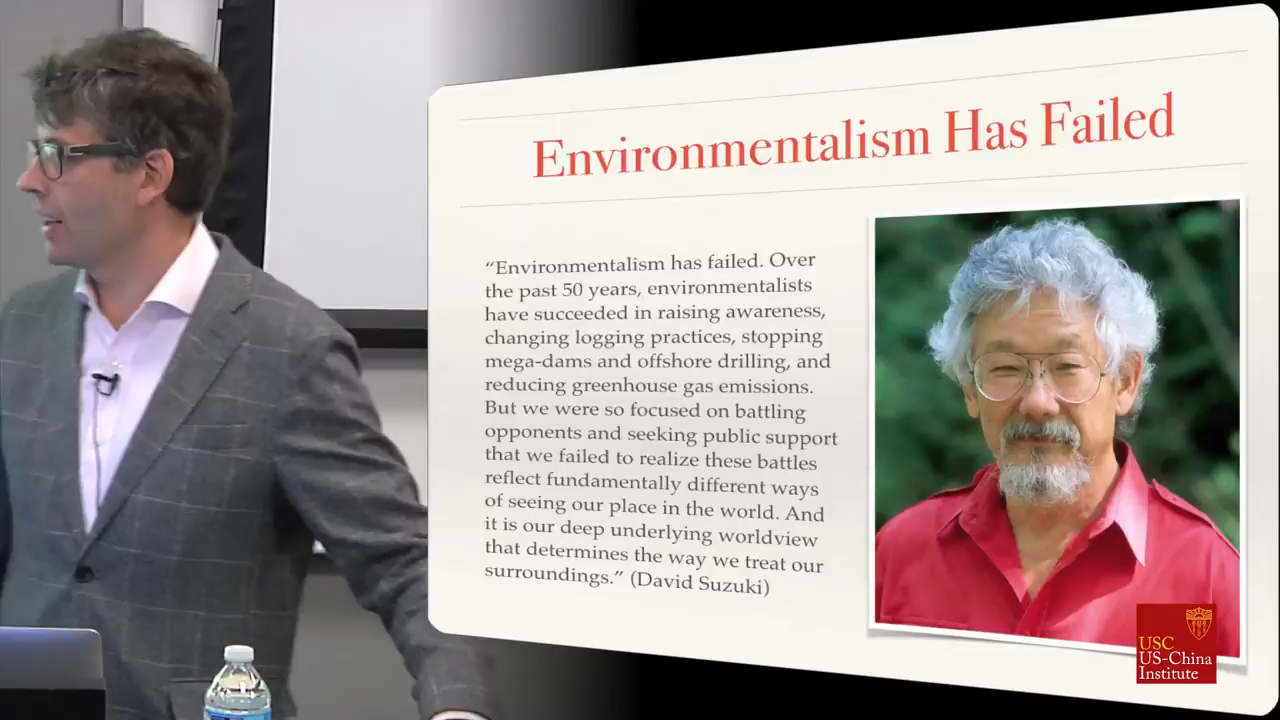 Environmentalism Has Failed
“Environmentalism has failed. Over
the past 50 years, environmentalists
have succeeded in raising awareness,
changing logging practices, stopping
mega-dams and offshore drilling, and
reducing greenhouse gas emissions.
But we were so focused on battling
opponents and seeking public support
that we failed to realize these battles
reflect fundamentally different ways
of seeing our place in the world. And
it is our deep underlying worldview
that determines the way we treat our
surroundings.” (David Suzuki)
USC
US-China
Institute